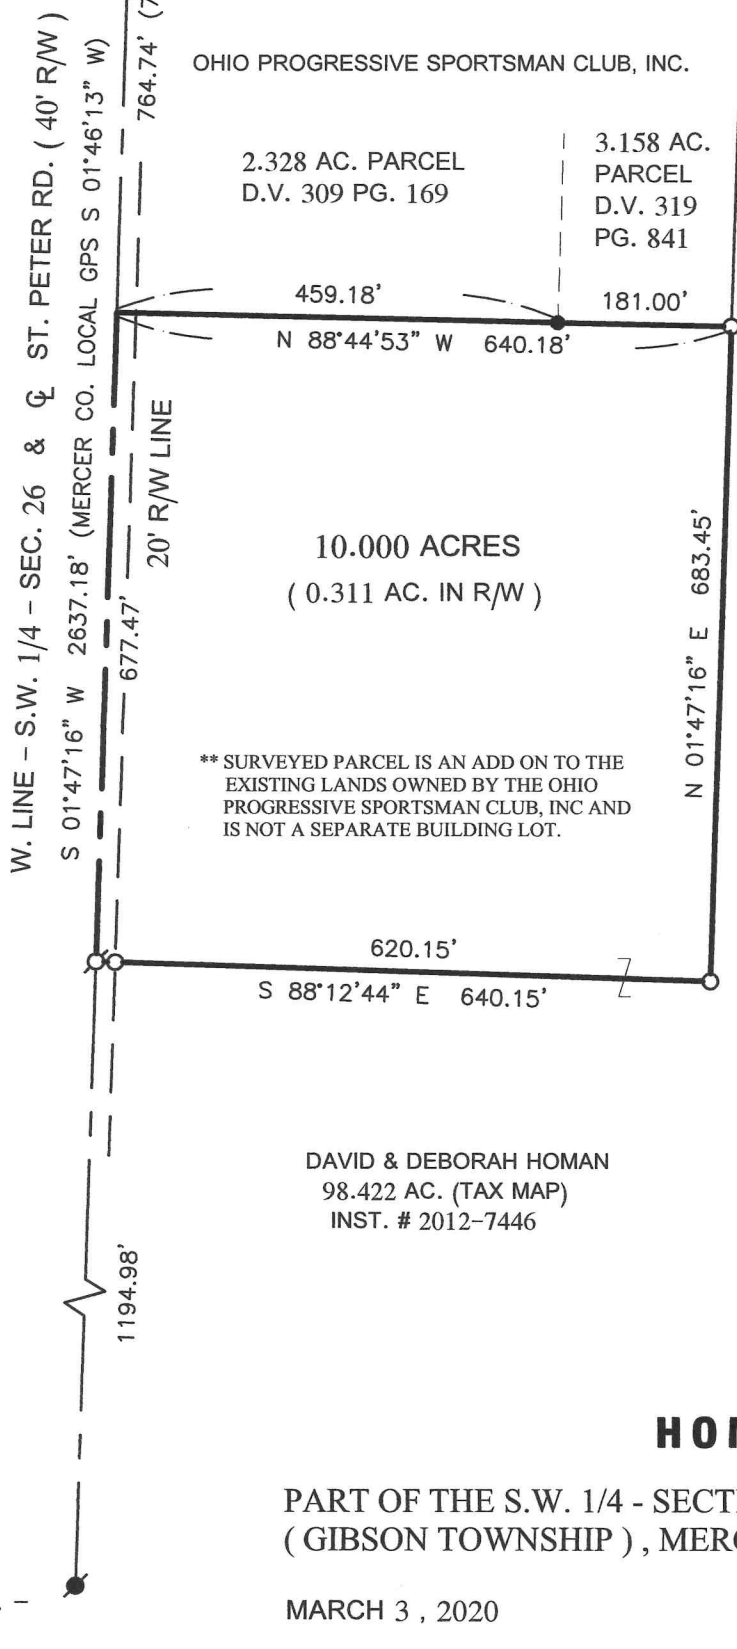 W. LINE - S.W. 1/4 - SEC. 26 & ℄ ST. PETER RD. ( 40' R/W )
S 01°47'16" W 2637.18' (MERCER CO. LOCAL GPS S 01°46'13" W)
764.74'
OHIO PROGRESSIVE SPORTSMAN CLUB, INC.
2.328 AC. PARCEL
D.V. 309 PG. 169
3.158 AC.
PARCEL
D.V. 319
PG. 841
459.18'
181.00'
N 88°44'53" W 640.18'
20' R/W LINE
677.47'
10.000 ACRES
( 0.311 AC. IN R/W )
N 01°47'16" E 683.45'
** SURVEYED PARCEL IS AN ADD ON TO THE
EXISTING LANDS OWNED BY THE OHIO
PROGRESSIVE SPORTSMAN CLUB, INC AND
IS NOT A SEPARATE BUILDING LOT.
620.15'
S 88°12'44" E 640.15'
DAVID & DEBORAH HOMAN
98.422 AC. (TAX MAP)
INST. # 2012-7446
1194.98'
PART OF THE S.W. 1/4 -
( GIBSON TOWNSHIP ) ,
MARCH 3 , 2020